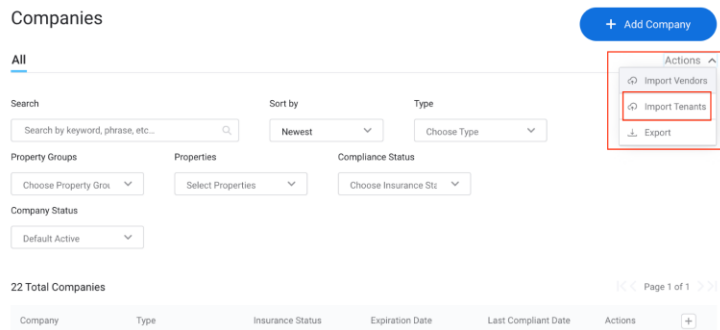 Companies
+ Add Company
All
Actions
Import Vendors
Import Tenants
Export
Search
Sort by
Type
Search by keyword, phrase, etc...
Newest
Choose Type
Property Groups
Properties
Compliance Status
Choose Property Grou
Select Properties
Choose Insurance Sta
Company Status
Default Active
22 Total Companies
Page 1 of 1
Company Type Insurance Status Expiration Date Last Compliant Date Actions +